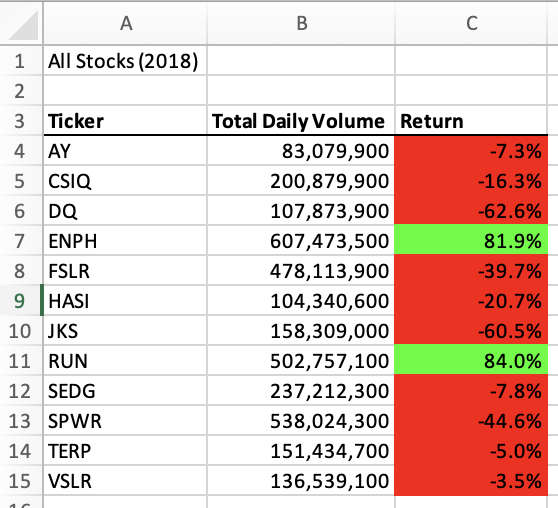 A B C
1 All Stocks (2018)
2
3 Ticker Total Daily Volume Return
4 AY 83,079,900 -7.3%
5 CSIQ 200,879,900 -16.3%
6 DQ 107,873,900 -62.6%
7 ENPH 607,473,500 81.9%
8 FSLR 478,113,900 -39.7%
9 HASI 104,340,600 -20.7%
10 JKS 158,309,000 -60.5%
11 RUN 502,757,100 84.0%
12 SEDG 237,212,300 -7.8%
13 SPWR 538,024,300 -44.6%
14 TERP 151,434,700 -5.0%
15 VSLR 136,539,100 -3.5%